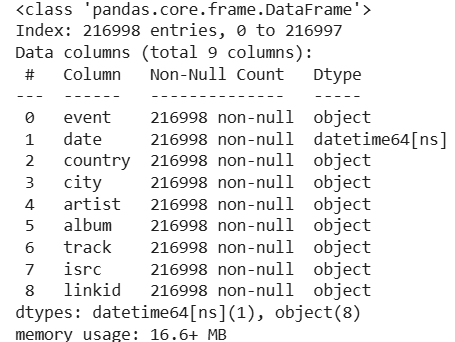 <class 'pandas.core.frame.DataFrame'>
Index: 216998 entries, 0 to 216997
Data columns (total 9 columns):
 #   Column   Non-Null Count   Dtype
---  ------   --------------   -----
 0   event    216998 non-null  object
 1   date     216998 non-null  datetime64[ns]
 2   country  216998 non-null  object
 3   city     216998 non-null  object
 4   artist   216998 non-null  object
 5   album    216998 non-null  object
 6   track    216998 non-null  object
 7   isrc     216998 non-null  object
 8   linkid   216998 non-null  object
dtypes: datetime64[ns](1), object(8)
memory usage: 16.6+ MB